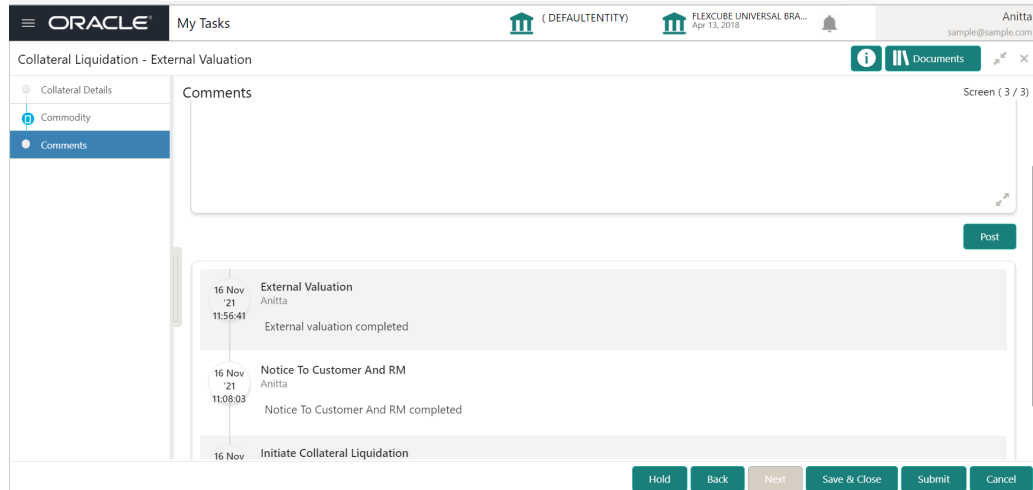 ORACLE
My Tasks
( DEFAULTENTITY)
FLEXCUBE UNIVERSAL BRA...
Apr 13, 2018
Anitta
sample@sample.com
Collateral Liquidation - External Valuation
i
Documents
Collateral Details
Commodity
Comments
Comments
Screen ( 3 / 3)
Post
16 Nov
'21
11:56:41
External Valuation
Anitta
External valuation completed
16 Nov
'21
11:08:03
Notice To Customer And RM
Anitta
Notice To Customer And RM completed
16 Nov
Initiate Collateral Liquidation
Hold
Back
Next
Save & Close
Submit
Cancel